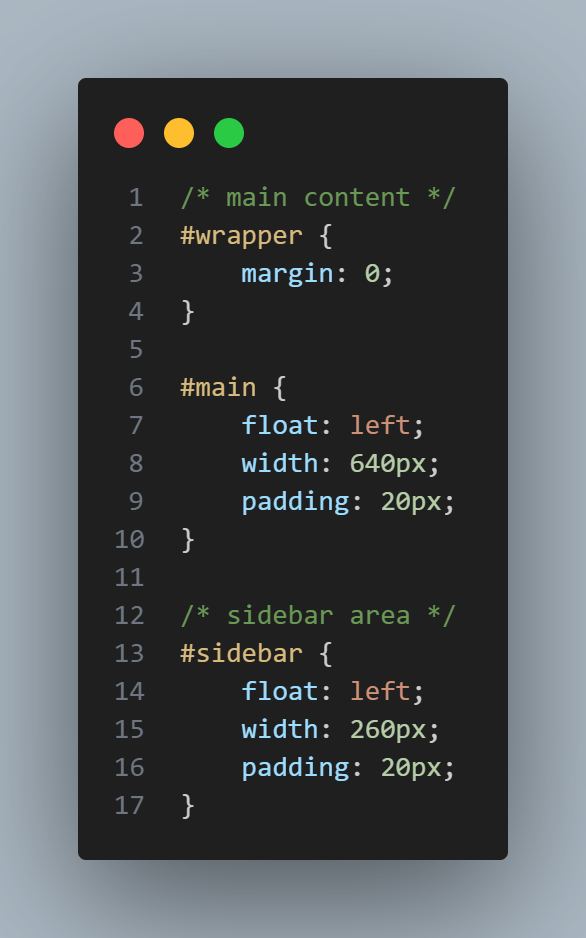 1 /* main content */
2 #wrapper {
3     margin: 0;
4 }
5
6 #main {
7     float: left;
8     width: 640px;
9     padding: 20px;
10 }
11
12 /* sidebar area */
13 #sidebar {
14     float: left;
15     width: 260px;
16     padding: 20px;
17 }